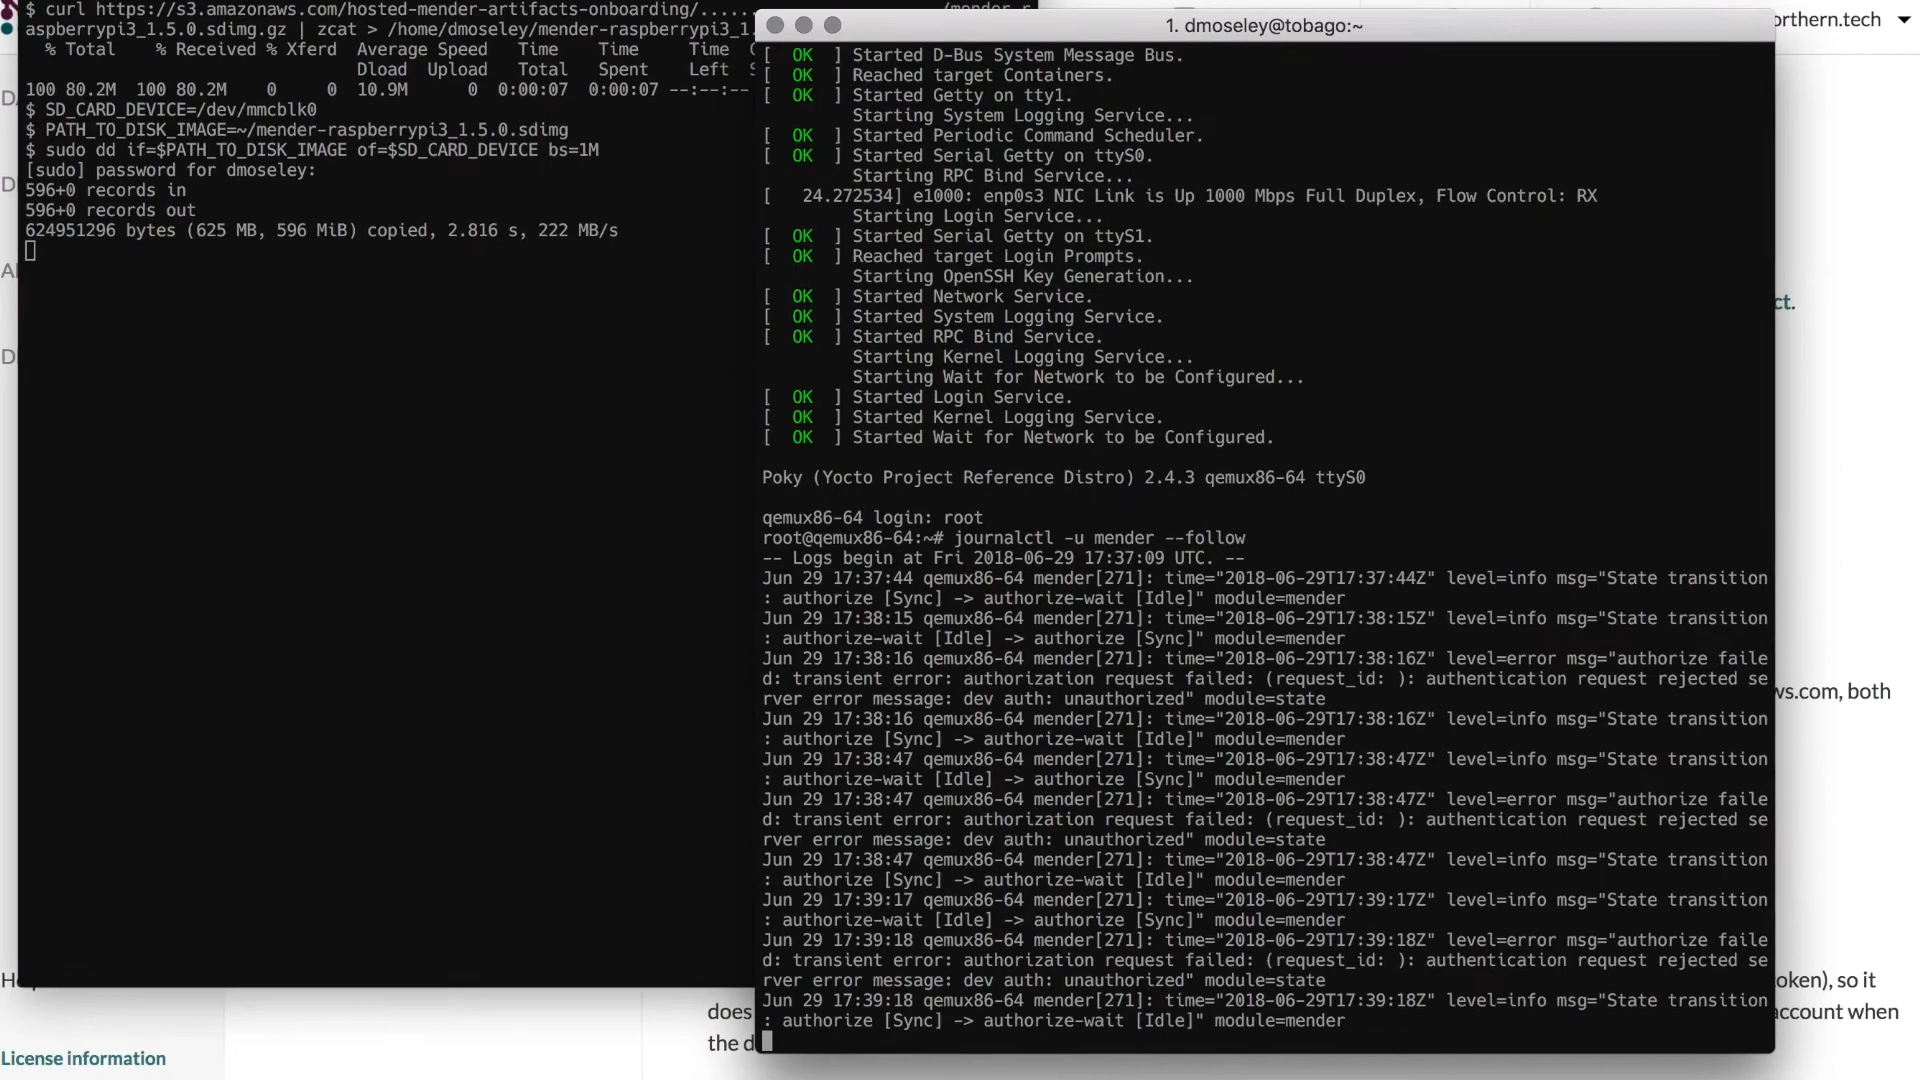 $ curl https://s3.amazonaws.com/hosted-mender-artifacts-onboarding/......
/mender_r
aspberrypi3_1.5.0.sdimg.gz | zcat > /home/dmoseley/mender-raspberrypi3_1.
% Total    % Received % Xferd  Average Speed   Time    Time     Time
Dload  Upload   Total   Spent    Left
100 80.2M  100 80.2M    0     0  10.9M      0  0:00:07  0:00:07 --:--:--
$ SD_CARD_DEVICE=/dev/mmcblk0
$ PATH_TO_DISK_IMAGE=~/mender-raspberrypi3_1.5.0.sdimg
$ sudo dd if=$PATH_TO_DISK_IMAGE of=$SD_CARD_DEVICE bs=1M
[sudo] password for dmoseley:
596+0 records in
596+0 records out
624951296 bytes (625 MB, 596 MiB) copied, 2.816 s, 222 MB/s
1. dmoseley@tobago:~
[  OK  ] Started D-Bus System Message Bus.
[  OK  ] Reached target Containers.
[  OK  ] Started Getty on tty1.
Starting System Logging Service...
[  OK  ] Started Periodic Command Scheduler.
[  OK  ] Started Serial Getty on ttyS0.
Starting RPC Bind Service...
[   24.272534] e1000: enp0s3 NIC Link is Up 1000 Mbps Full Duplex, Flow Control: RX
Starting Login Service...
[  OK  ] Started Serial Getty on ttyS1.
[  OK  ] Reached target Login Prompts.
Starting OpenSSH Key Generation...
[  OK  ] Started Network Service.
[  OK  ] Started System Logging Service.
[  OK  ] Started RPC Bind Service.
Starting Kernel Logging Service...
Starting Wait for Network to be Configured...
[  OK  ] Started Login Service.
[  OK  ] Started Kernel Logging Service.
[  OK  ] Started Wait for Network to be Configured.
Poky (Yocto Project Reference Distro) 2.4.3 qemux86-64 ttyS0
qemux86-64 login: root
root@qemux86-64:~# journalctl -u mender --follow
-- Logs begin at Fri 2018-06-29 17:37:09 UTC. --
Jun 29 17:37:44 qemux86-64 mender[271]: time="2018-06-29T17:37:44Z" level=info msg="State transition
: authorize [Sync] -> authorize-wait [Idle]" module=mender
Jun 29 17:38:15 qemux86-64 mender[271]: time="2018-06-29T17:38:15Z" level=info msg="State transition
: authorize-wait [Idle] -> authorize [Sync]" module=mender
Jun 29 17:38:16 qemux86-64 mender[271]: time="2018-06-29T17:38:16Z" level=error msg="authorize faile
d: transient error: authorization request failed: (request_id: ): authentication request rejected se
rver error message: dev auth: unauthorized" module=state
Jun 29 17:38:16 qemux86-64 mender[271]: time="2018-06-29T17:38:16Z" level=info msg="State transition
: authorize [Sync] -> authorize-wait [Idle]" module=mender
Jun 29 17:38:47 qemux86-64 mender[271]: time="2018-06-29T17:38:47Z" level=info msg="State transition
: authorize-wait [Idle] -> authorize [Sync]" module=mender
Jun 29 17:38:47 qemux86-64 mender[271]: time="2018-06-29T17:38:47Z" level=error msg="authorize faile
d: transient error: authorization request failed: (request_id: ): authentication request rejected se
rver error message: dev auth: unauthorized" module=state
Jun 29 17:38:47 qemux86-64 mender[271]: time="2018-06-29T17:38:47Z" level=info msg="State transition
: authorize [Sync] -> authorize-wait [Idle]" module=mender
Jun 29 17:39:17 qemux86-64 mender[271]: time="2018-06-29T17:39:17Z" level=info msg="State transition
: authorize-wait [Idle] -> authorize [Sync]" module=mender
Jun 29 17:39:18 qemux86-64 mender[271]: time="2018-06-29T17:39:18Z" level=error msg="authorize faile
d: transient error: authorization request failed: (request_id: ): authentication request rejected se
rver error message: dev auth: unauthorized" module=state
Jun 29 17:39:18 qemux86-64 mender[271]: time="2018-06-29T17:39:18Z" level=info msg="State transition
: authorize [Sync] -> authorize-wait [Idle]" module=mender
orthern.tech
ct.
ws.com, both
oken), so it
does
account when
the d
License information